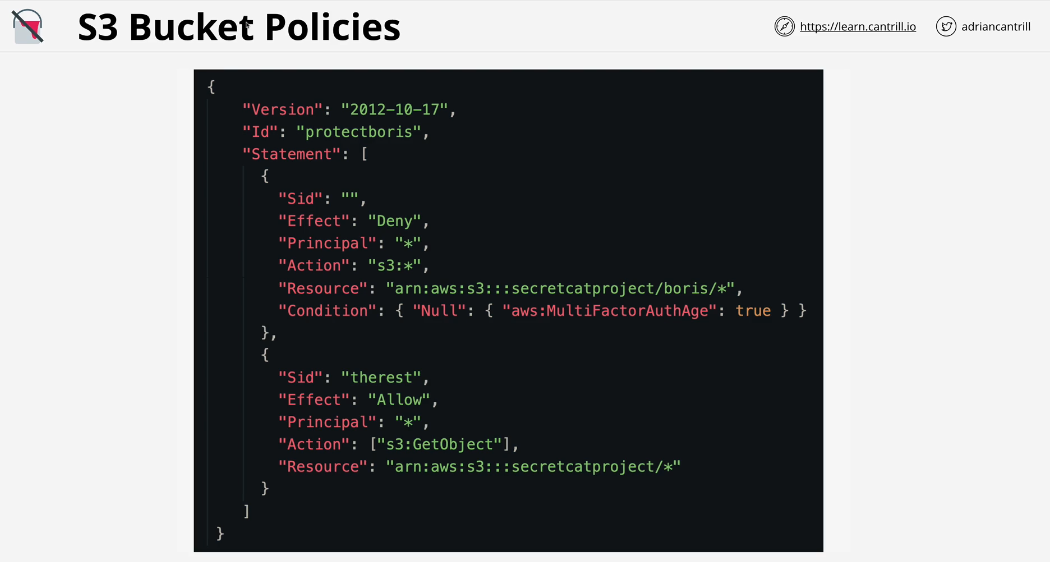 S3 Bucket Policies
https://learn.cantrill.io
adriancantrill
{
"Version": "2012-10-17",
"Id": "protectboris",
"Statement": [
{
"Sid": "",
"Effect": "Deny",
"Principal": "*",
"Action": "s3:*",
"Resource": "arn:aws:s3:::secretcatproject/boris/*",
"Condition": { "Null": { "aws:MultiFactorAuthAge": true } }
},
{
"Sid": "therest",
"Effect": "Allow",
"Principal": "*",
"Action": ["s3:GetObject"],
"Resource": "arn:aws:s3:::secretcatproject/*"
}
]
}